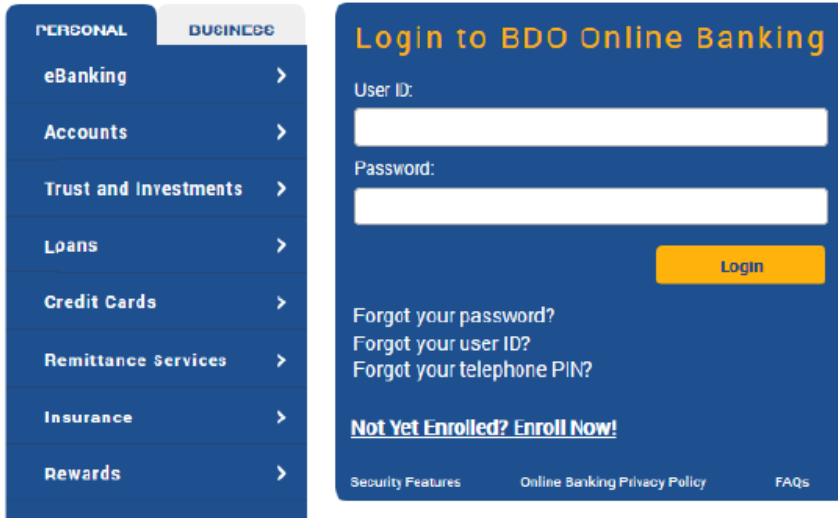 PERSONAL
BUSINESS
eBanking
Accounts
Trust and Investments
Loans
Credit Cards
Remittance Services
Insurance
Rewards
Login to BDO Online Banking
User ID:
Password:
Login
Forgot your password?
Forgot your user ID?
Forgot your telephone PIN?
Not Yet Enrolled? Enroll Now!
Security Features
Online Banking Privacy Policy
FAQs